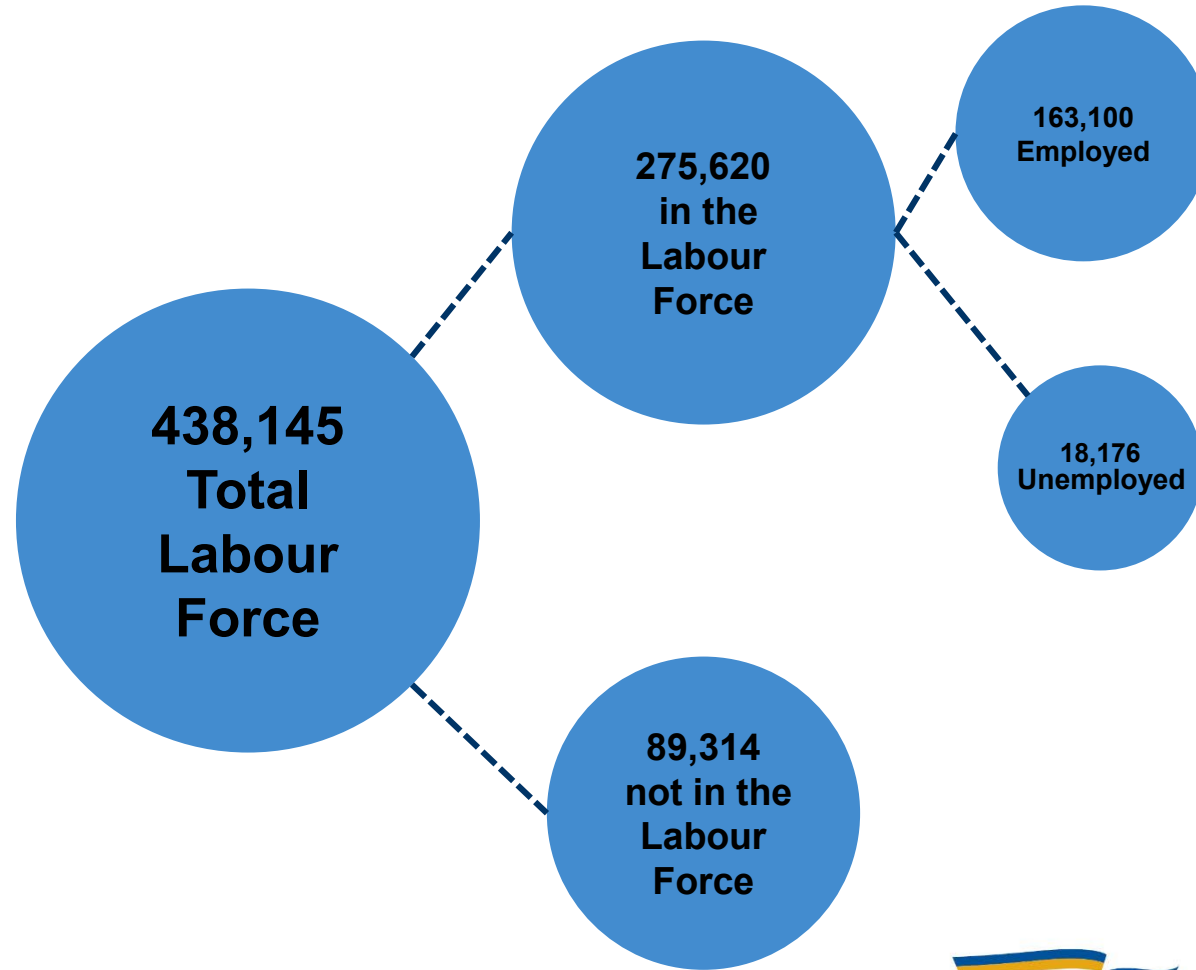 163,100
Employed
275,620
in the
Labour
Force
18,176
Unemployed
438,145
Total
Labour
Force
89,314
not in the
Labour
Force